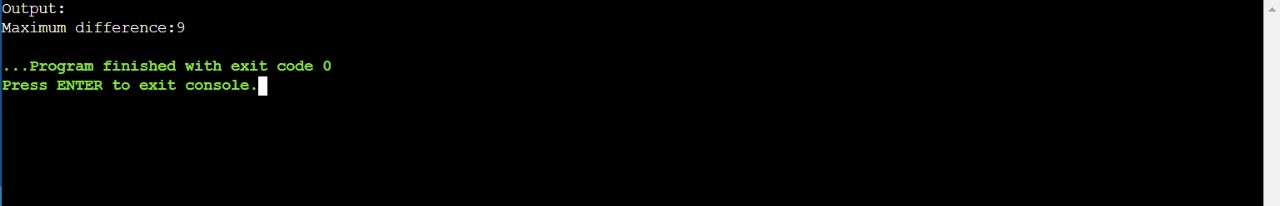 Output:
Maximum difference:9
...Program finished with exit code 0
Press ENTER to exit console.